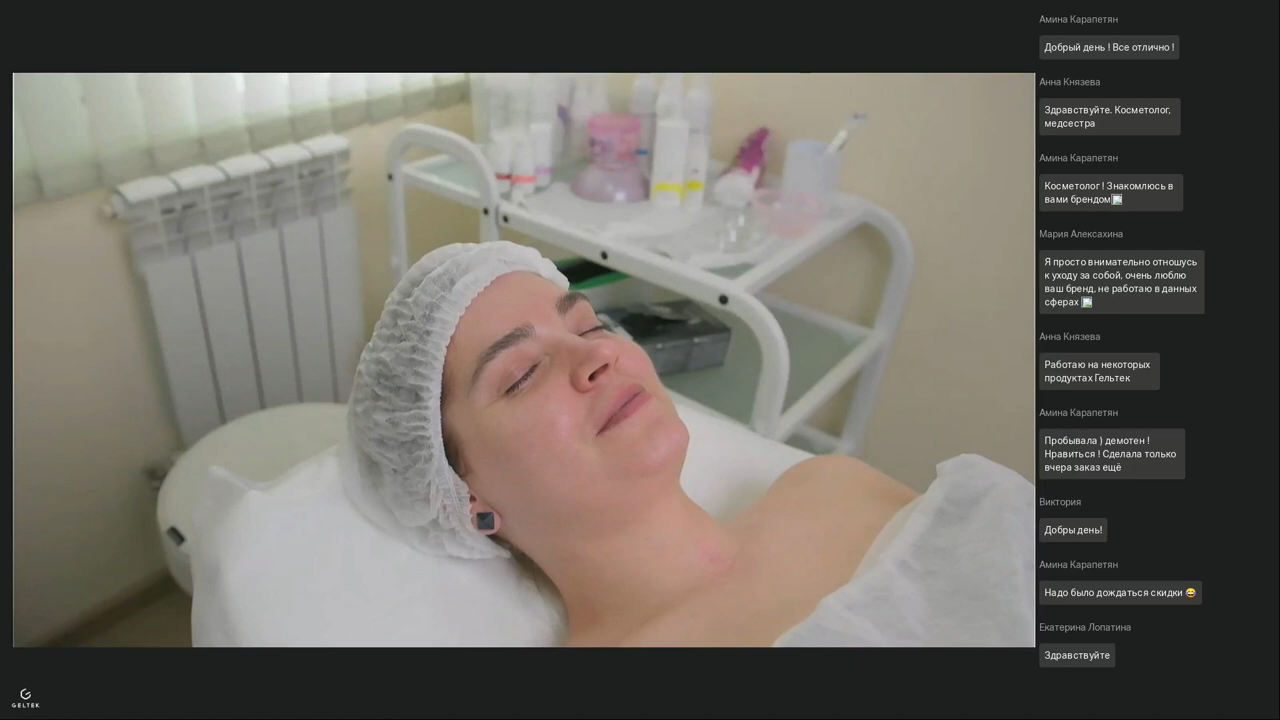 Амина Карапетян
Добрый день ! Все отлично !
Анна Князева
Здравствуйте. Косметолог,
медсестра
Амина Карапетян
Косметолог ! Знакомлюсь в
вами брендом
Мария Алексахина
Я просто внимательно отношусь
к уходу за собой, очень люблю
ваш бренд, не работаю в данных
сферах
Анна Князева
Работаю на некоторых
продуктах Гельтек
Амина Карапетян
Пробывала ) демотен !
Нравиться ! Сделала только
вчера заказ ещё
Виктория
Добры день!
Амина Карапетян
Надо было дождаться скидки 😂
Екатерина Лопатина
Здравствуйте
GELTEK